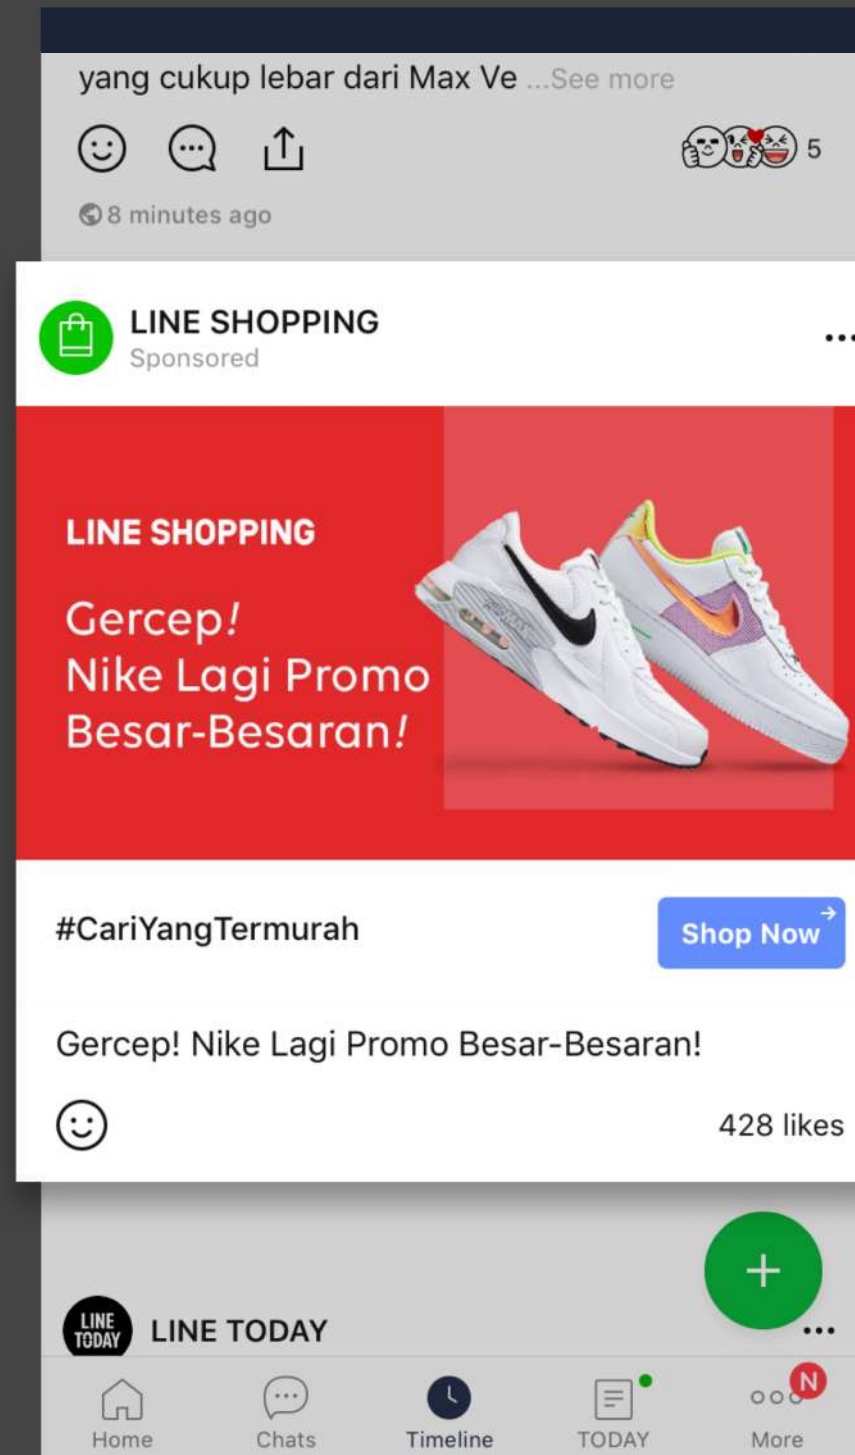 yang cukup lebar dari Max Ve ...See more
5
8 minutes ago
LINE SHOPPING
Sponsored
LINE SHOPPING
Gercep!
Nike Lagi Promo
Besar-Besaran!
#CariYangTermurah
Shop Now
Gercep! Nike Lagi Promo Besar-Besaran!
428 likes
LINE
TODAY
LINE TODAY
N
Home
Chats
Timeline
TODAY
More